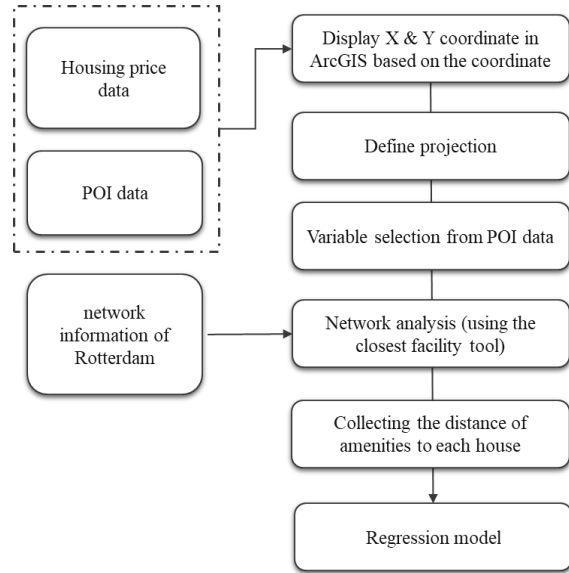 Housing price
data
POI data
network
information of
Rotterdam
Display X & Y coordinate in
ArcGIS based on the coordinate
Define projection
Variable selection from POI data
Network analysis (using the
closest facility tool)
Collecting the distance of
amenities to each house
Regression model